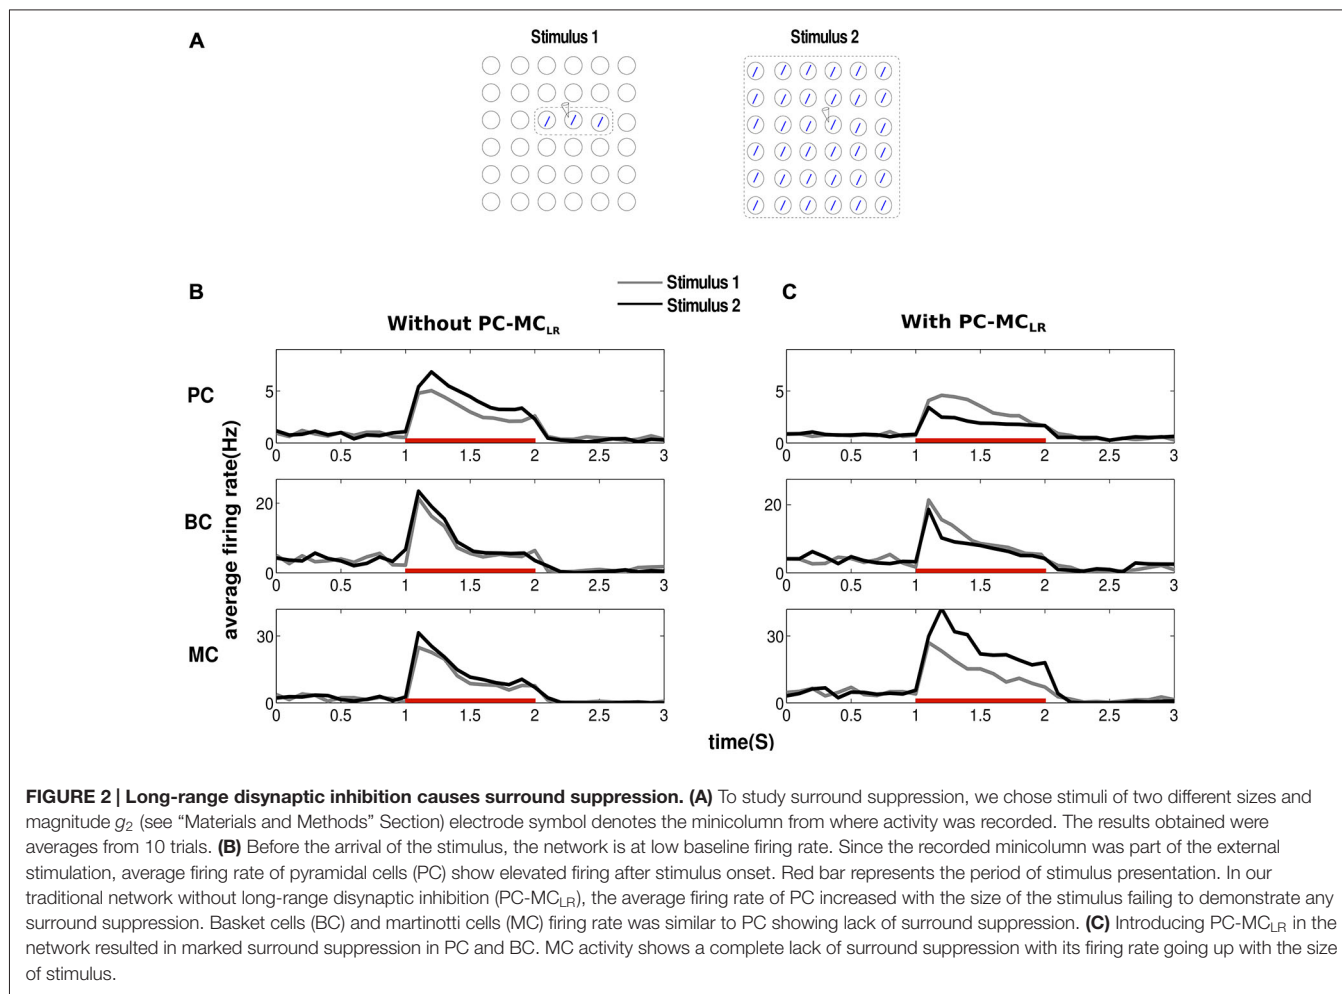 A
Stimulus 1
Stimulus 2
B
Stimulus 1
Stimulus 2
C
Without PC-MCLR
With PC-MCLR
PC
BC
MC
average firing rate(Hz)
5
0
0 0.5 1 1.5 2 2.5 3
20
0
0 0.5 1 1.5 2 2.5 3
30
0
0 0.5 1 1.5 2 2.5 3
5
0
0 0.5 1 1.5 2 2.5 3
20
0
0 0.5 1 1.5 2 2.5 3
30
0
0 0.5 1 1.5 2 2.5 3
time(S)
FIGURE 2 | Long-range disynaptic inhibition causes surround suppression. (A) To study surround suppression, we chose stimuli of two different sizes and
magnitude g2 (see “Materials and Methods” Section) electrode symbol denotes the minicolumn from where activity was recorded. The results obtained were
averages from 10 trials. (B) Before the arrival of the stimulus, the network is at low baseline firing rate. Since the recorded minicolumn was part of the external
stimulation, average firing rate of pyramidal cells (PC) show elevated firing after stimulus onset. Red bar represents the period of stimulus presentation. In our
traditional network without long-range disynaptic inhibition (PC-MCLR), the average firing rate of PC increased with the size of the stimulus failing to demonstrate any
surround suppression. Basket cells (BC) and martinotti cells (MC) firing rate was similar to PC showing lack of surround suppression. (C) Introducing PC-MCLR in the
network resulted in marked surround suppression in PC and BC. MC activity shows a complete lack of surround suppression with its firing rate going up with the size
of stimulus.